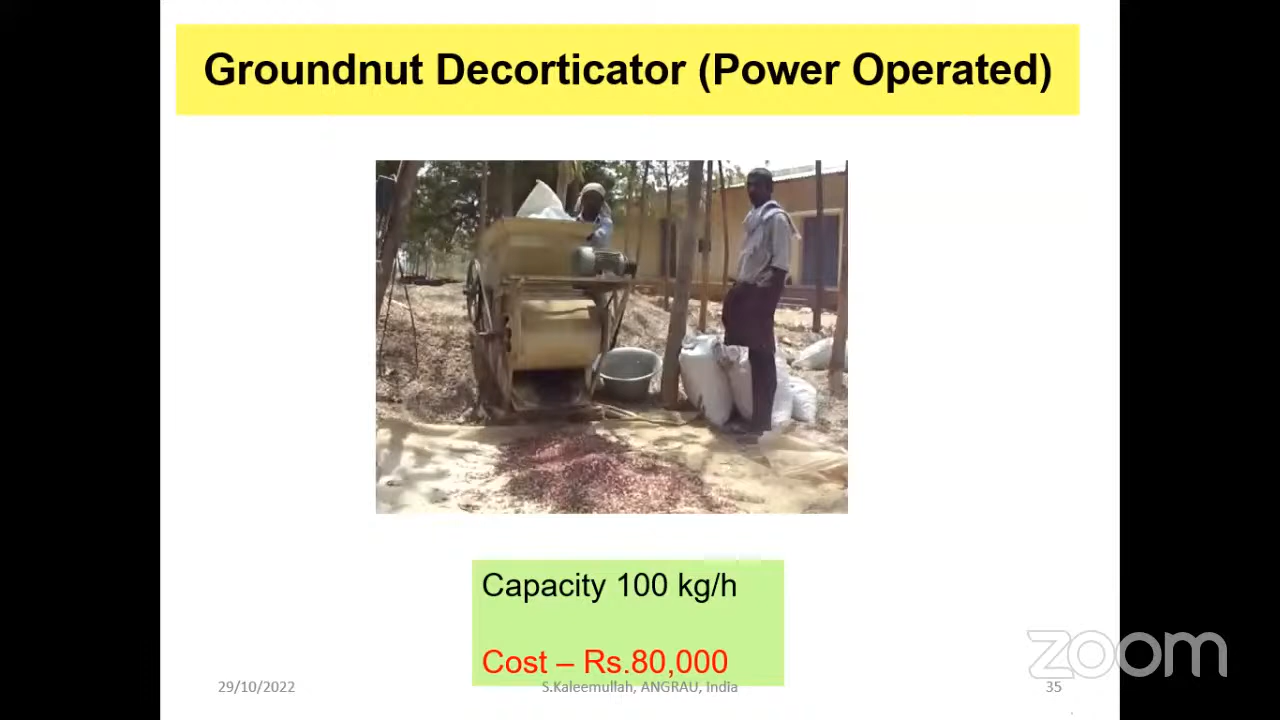 Groundnut Decorticator (Power Operated)
Capacity 100 kg/h
Cost – Rs.80,000
29/10/2022
S.Kaleemullah, ANGRAU, India
35
zoom